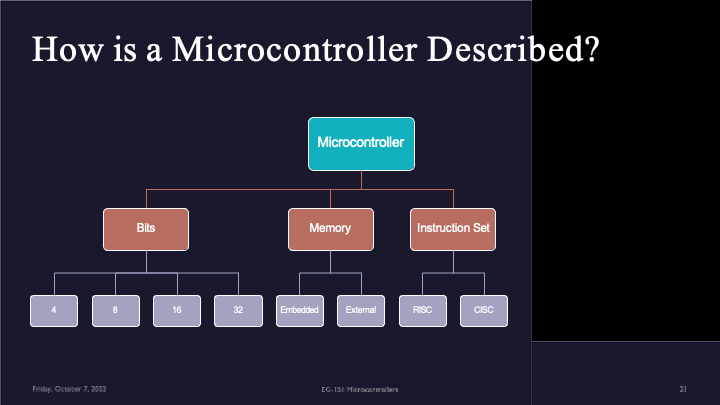 How is a Microcontroller Described?
Microcontroller
Bits
Memory
Instruction Set
4
8
16
32
Embedded
External
RISC
CISC
Friday, October 7, 2022
EG-151 Microcontrollers
21